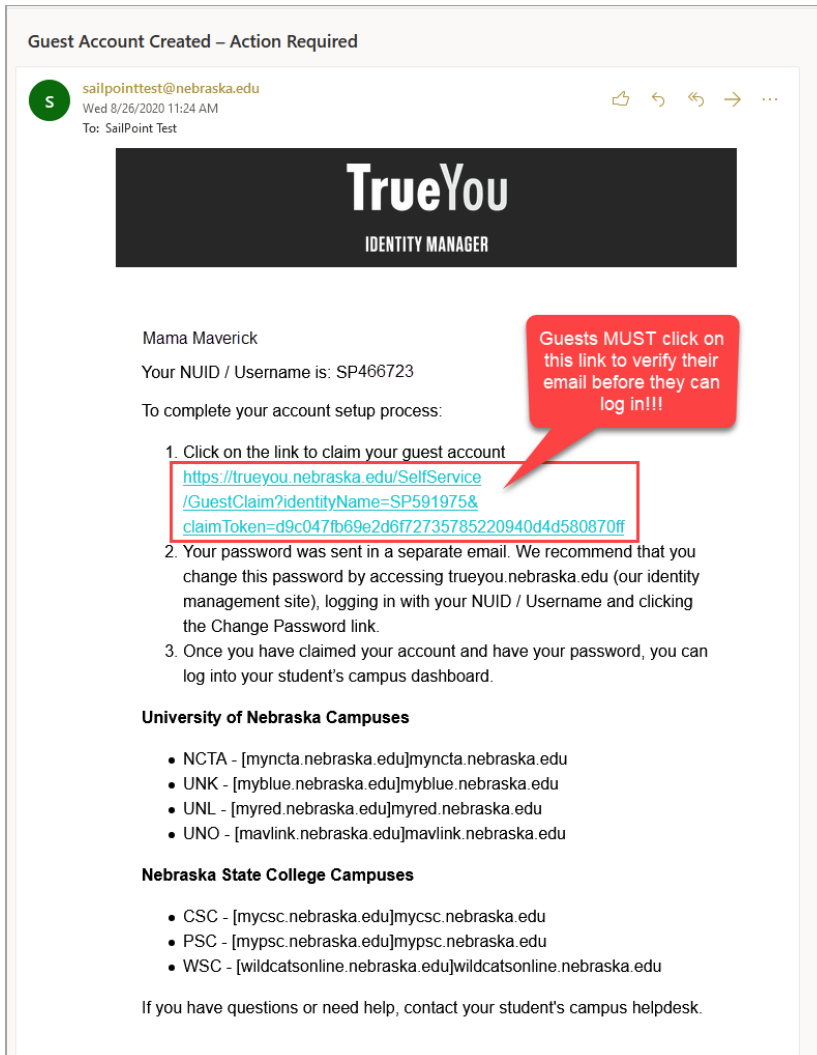 Guest Account Created – Action Required
S
sailpointtest@nebraska.edu
Wed 8/26/2020 11:24 AM
To: SailPoint Test
TrueYou
IDENTITY MANAGER
Mama Maverick
Your NUID / Username is: SP466723
Guests MUST click on
this link to verify their
email before they can
log in!!!
To complete your account setup process:
1. Click on the link to claim your guest account
https://trueyou.nebraska.edu/SelfService
/GuestClaim?identityName=SP591975&
claimToken=d9c047fb69e2d6f72735785220940d4d580870ff
2. Your password was sent in a separate email. We recommend that you
change this password by accessing trueyou.nebraska.edu (our identity
management site), logging in with your NUID / Username and clicking
the Change Password link.
3. Once you have claimed your account and have your password, you can
log into your student's campus dashboard.
University of Nebraska Campuses
• NCTA - [myncta.nebraska.edu]myncta.nebraska.edu
• UNK - [myblue.nebraska.edu]myblue.nebraska.edu
• UNL - [myred.nebraska.edu]myred.nebraska.edu
• UNO - [mavlink.nebraska.edu]mavlink.nebraska.edu
Nebraska State College Campuses
• CSC - [mycsc.nebraska.edu]mycsc.nebraska.edu
• PSC - [mypsc.nebraska.edu]mypsc.nebraska.edu
• WSC - [wildcatsonline.nebraska.edu]wildcatsonline.nebraska.edu
If you have questions or need help, contact your student's campus helpdesk.